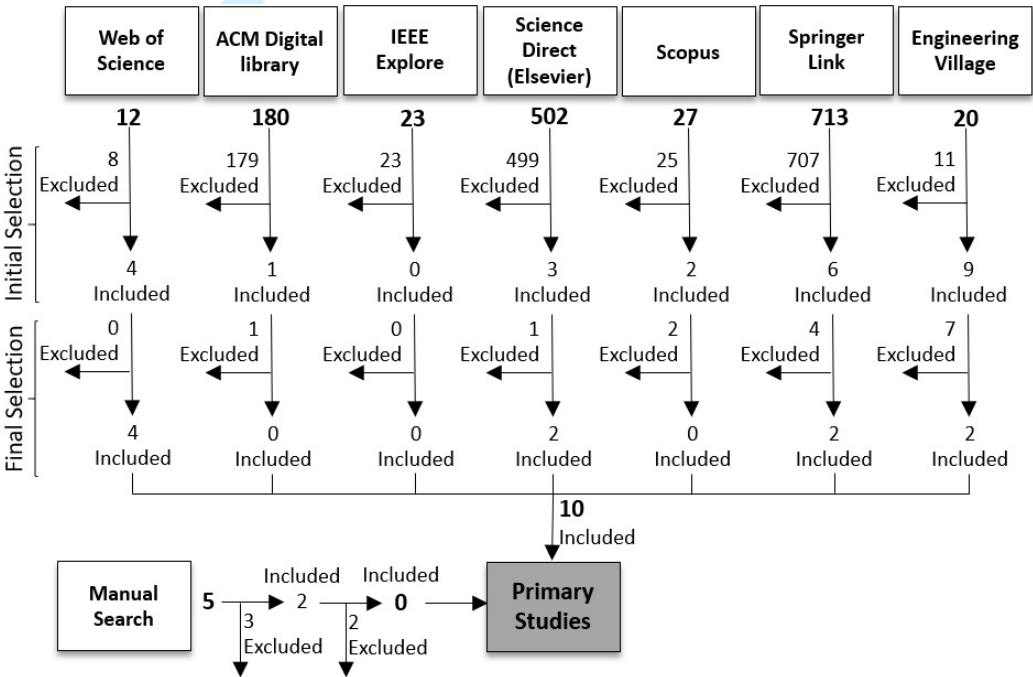 Web of
Science
ACM Digital
library
IEEE
Explore
Science
Direct
(Elsevier)
Scopus
Springer
Link
Engineering
Village
12
180
23
502
27
713
20
Initial Selection
8
Excluded
179
Excluded
23
Excluded
499
Excluded
25
Excluded
707
Excluded
11
Excluded
4
Included
1
Included
0
Included
3
Included
2
Included
6
Included
9
Included
Final Selection
0
Excluded
1
Excluded
0
Excluded
1
Excluded
2
Excluded
4
Excluded
7
Excluded
4
Included
0
Included
0
Included
2
Included
0
Included
2
Included
2
Included
10
Included
Manual
Search
5
3
Excluded
Included
2
2
Excluded
Included
0
Primary
Studies